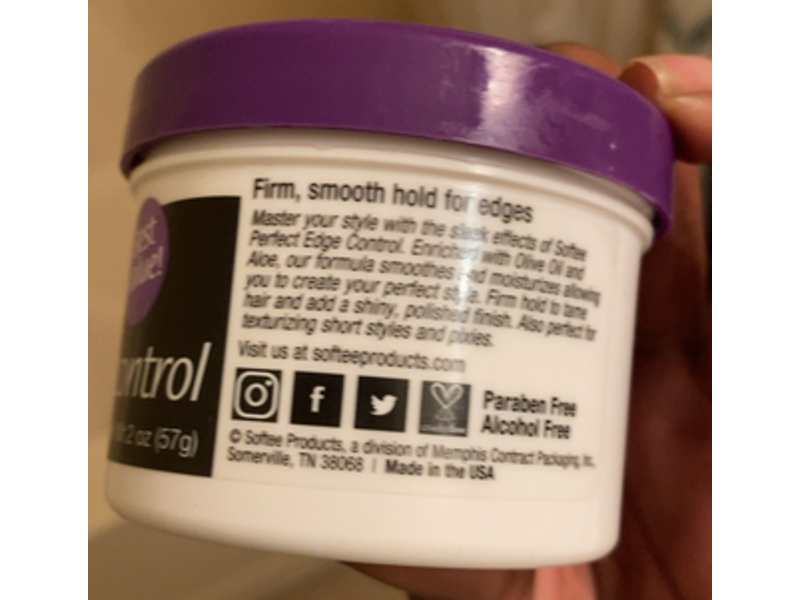 Firm, smooth hold for edges
Master your style with the sleek effects of Softee
Perfect Edge Control. Enriched with Olive Oil and
Aloe, our formula smoothes and moisturizes allowing
you to create your perfect style. Firm hold to tame
hair and add a shiny, polished finish. Also perfect for
texturizing short styles and pixies.
Visit us at softeeproducts.com
Paraben Free
Alcohol Free
© Softee Products, a division of Memphis Contract Packaging, Inc.
Somerville, TN 38068 | Made in the USA
est
lue!
ontrol
2 oz (57g)